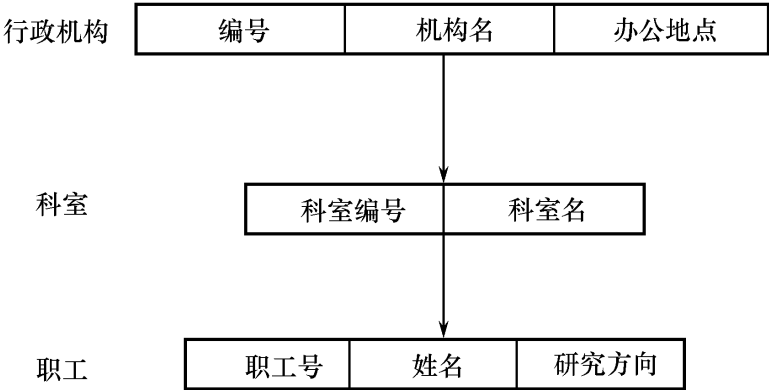 行政机构 编号 机构名 办公地点
科室 科室编号 科室名
职工 职工号 姓名 研究方向